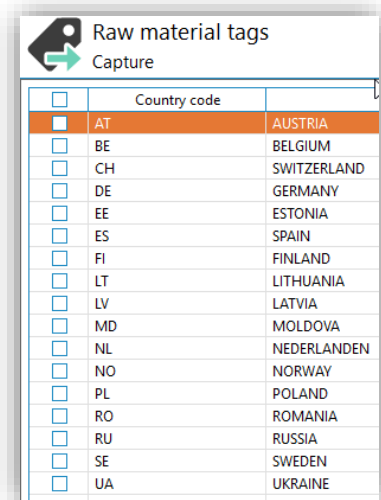 Raw material tags
Capture
Country code
AT AUSTRIA
BE BELGIUM
CH SWITZERLAND
DE GERMANY
EE ESTONIA
ES SPAIN
FI FINLAND
LT LITHUANIA
LV LATVIA
MD MOLDOVA
NL NEDERLANDEN
NO NORWAY
PL POLAND
RO ROMANIA
RU RUSSIA
SE SWEDEN
UA UKRAINE